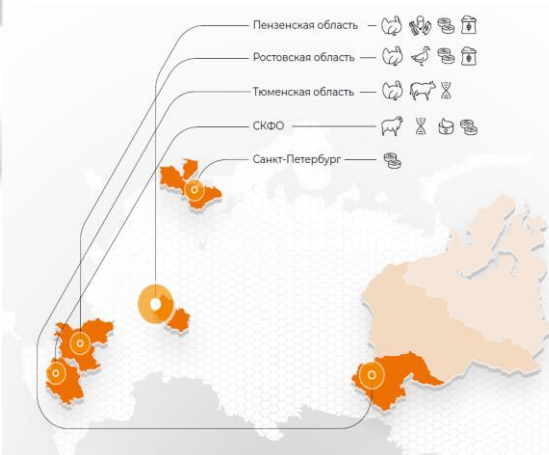 Пензенская область
Ростовская область
Тюменская область
СКФО
Санкт-Петербург